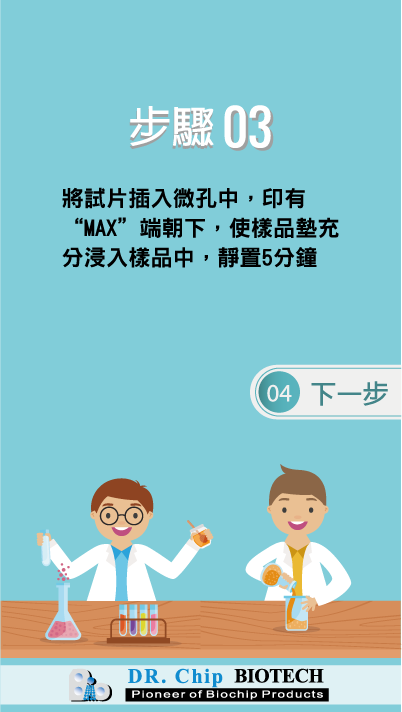 步驟 03
將試片插入微孔中，印有
“MAX”端朝下，使樣品墊充
分浸入樣品中，靜置5分鐘
04 下一步
DR. Chip BIOTECH
Pioneer of Biochip Products